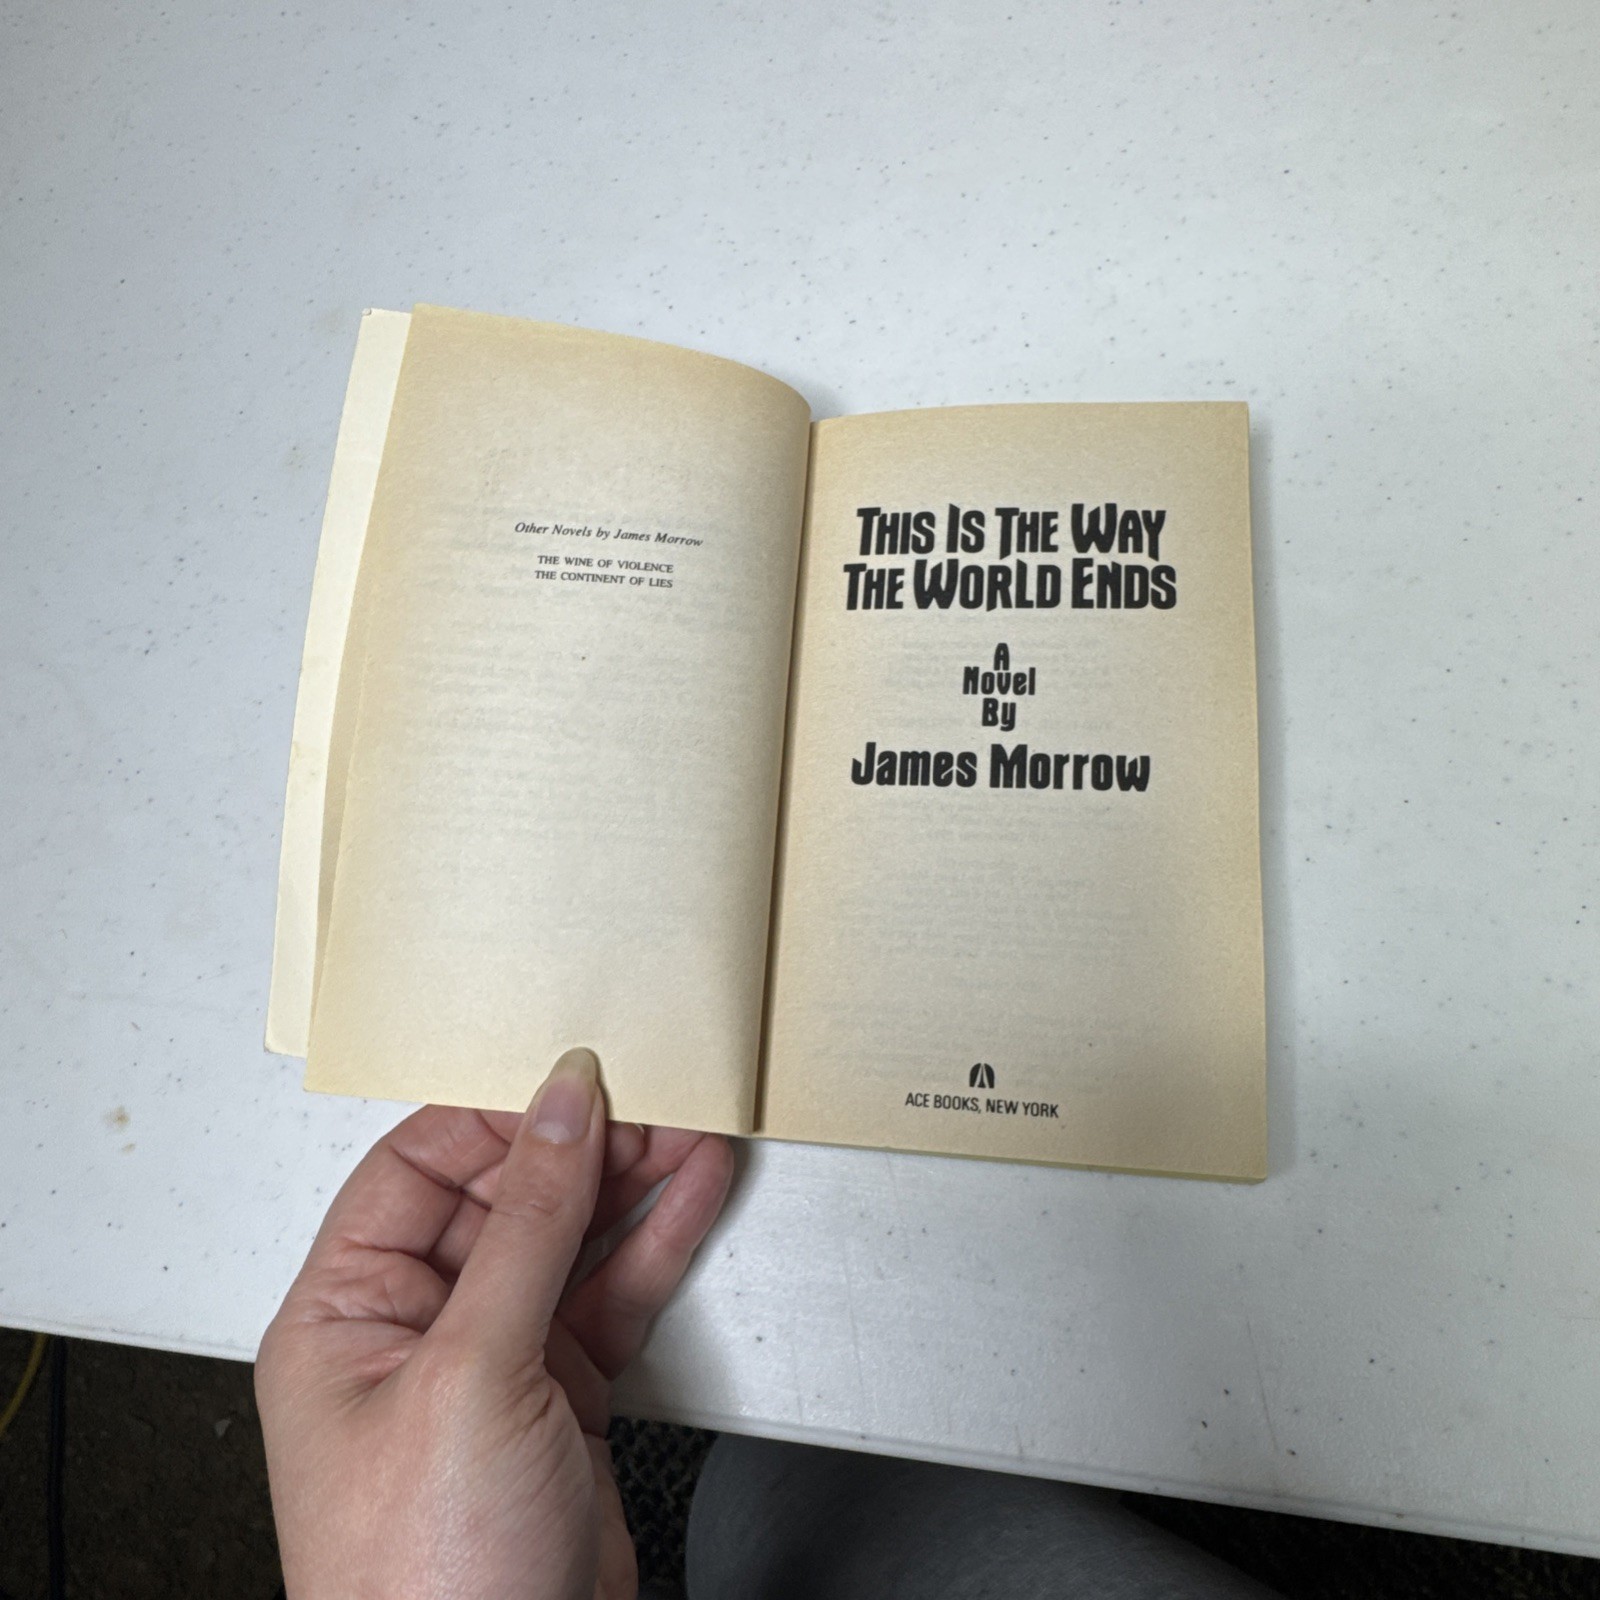 Other Novels by James Morrow
THE WINE OF VIOLENCE
THE CONTINENT OF LIES
THIS IS THE WAY
THE WORLD ENDS
A
Novel
By
James Morrow
ACE BOOKS, NEW YORK